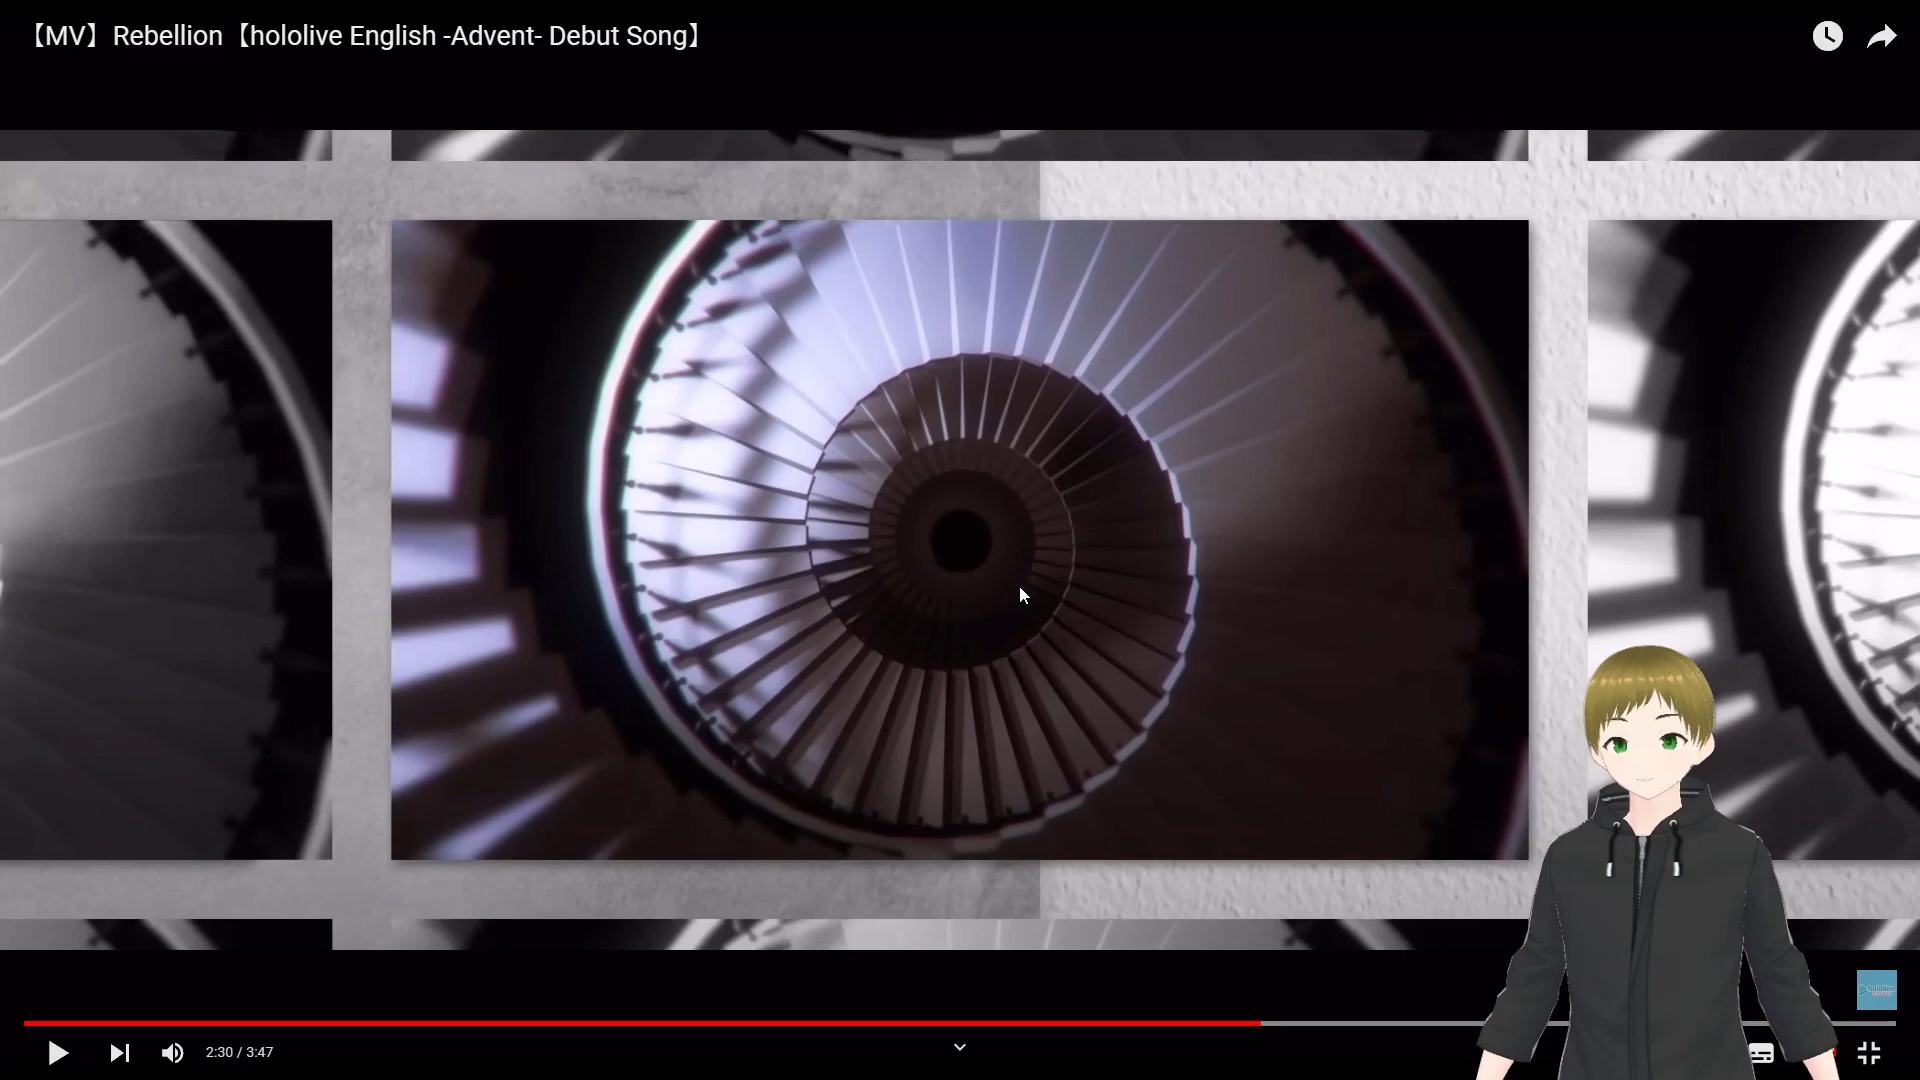 【MV】Rebellion【hololive English -Advent- Debut Song】
2:30 / 3:47